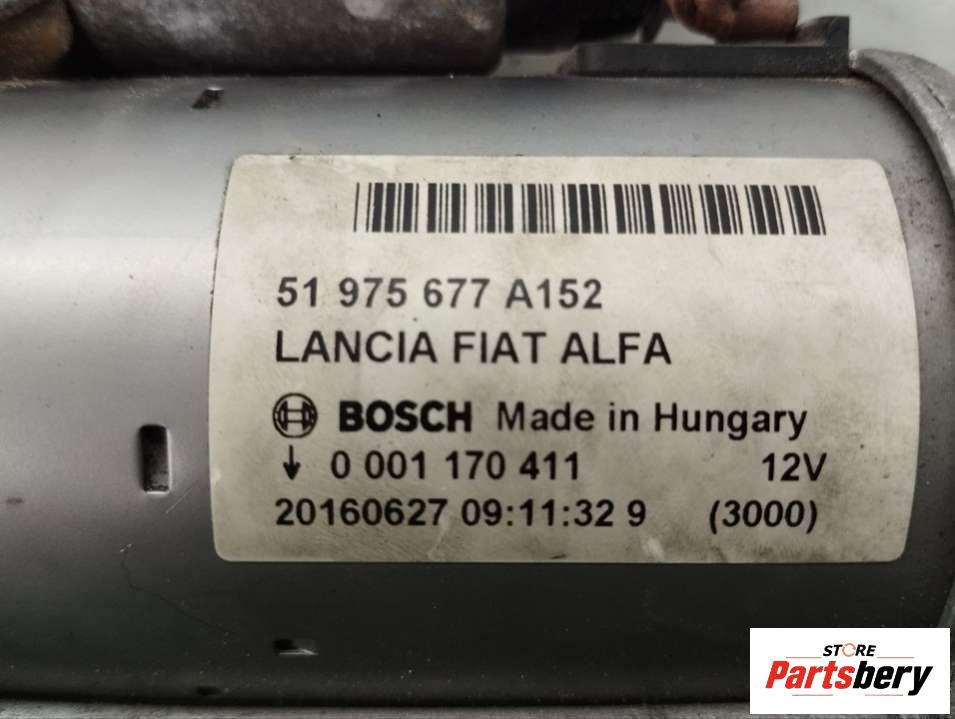 51 975 677 A152
LANCIA FIAT ALFA
BOSCH Made in Hungary
↓ 0 001 170 411 12V
20160627 09:11:32 9 (3000)
STORE
Partsbery